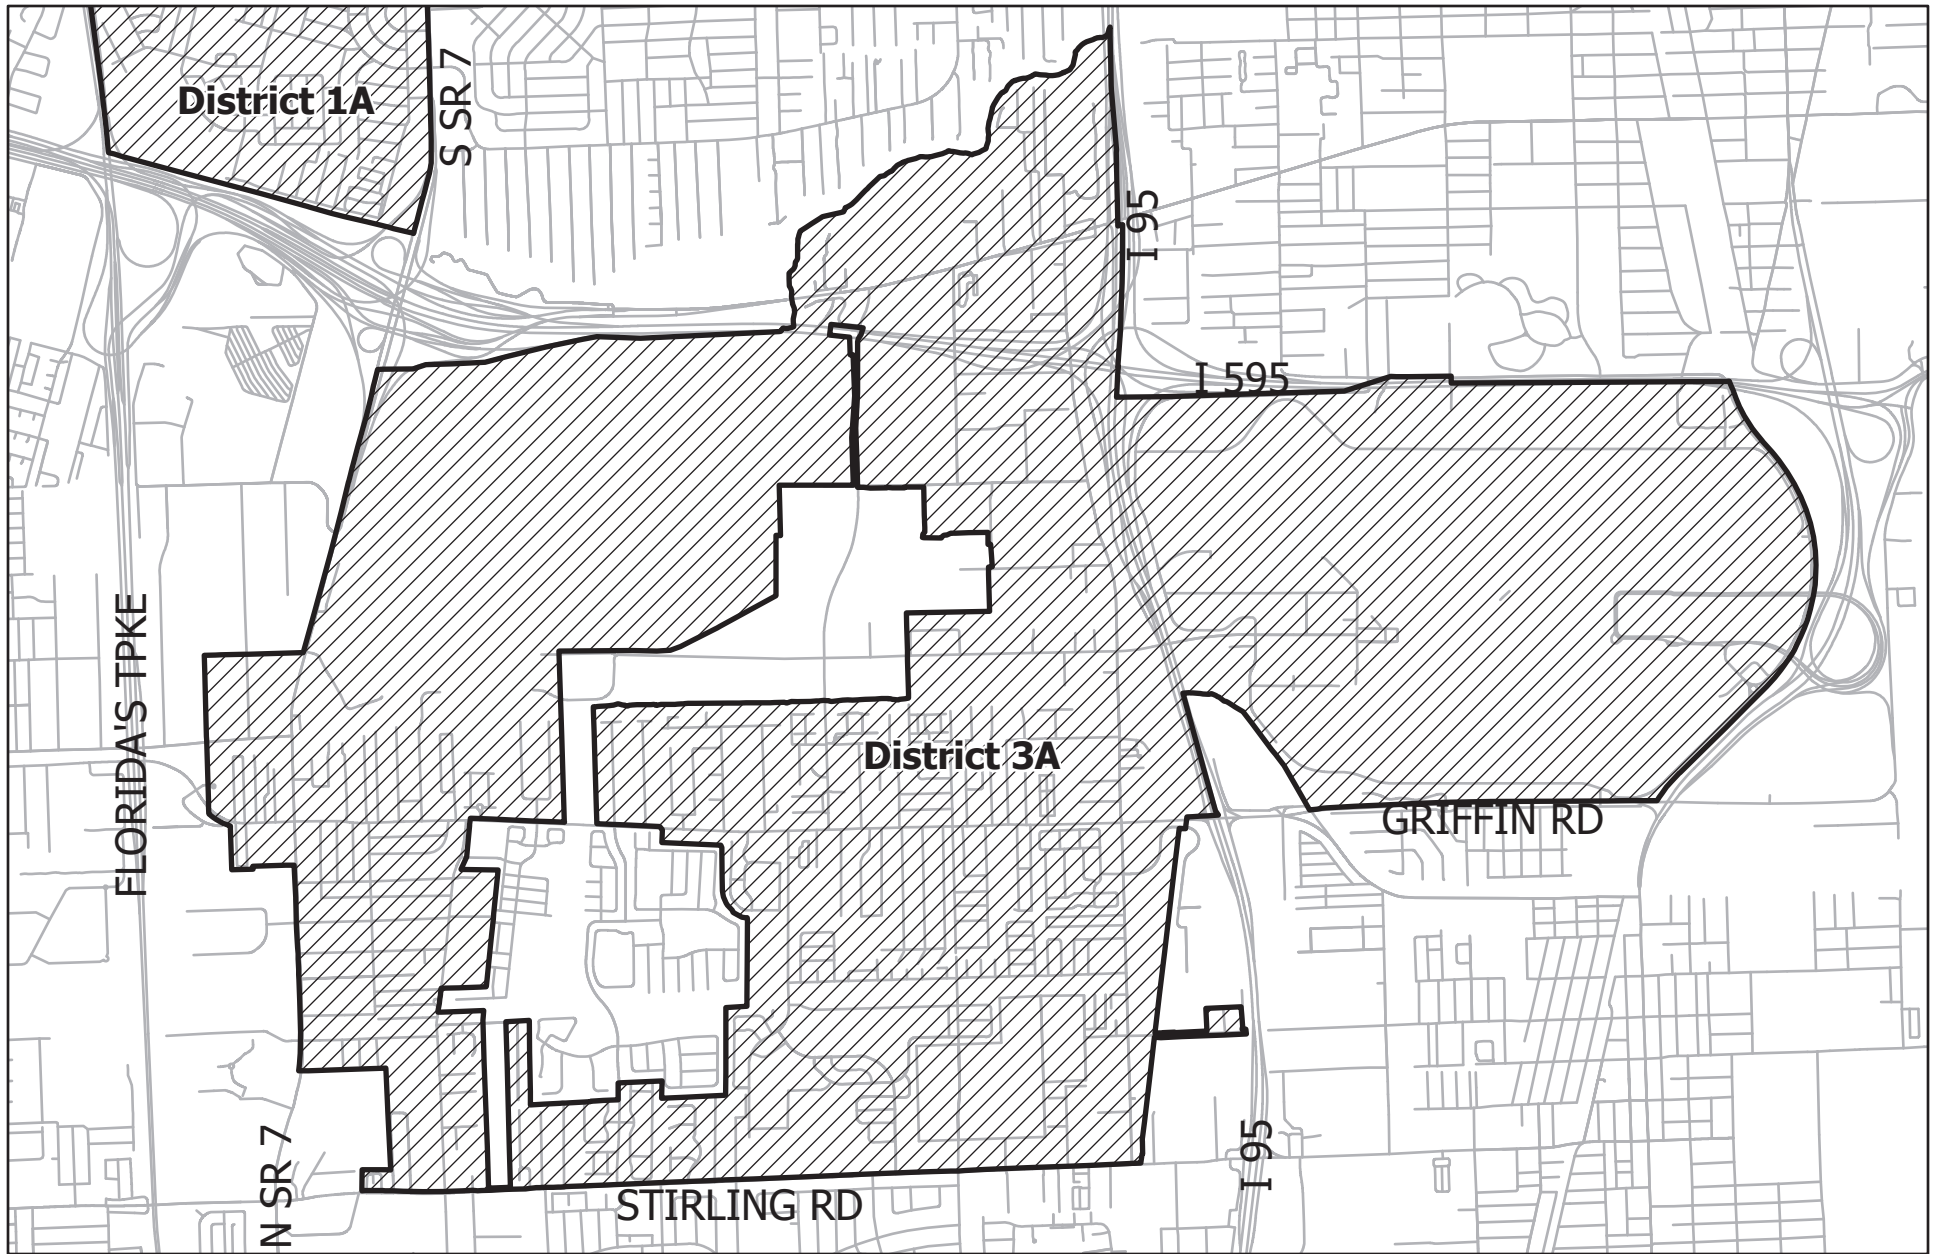 District 1A
S SR 7
I 95
I 595
FLORIDA'S TPKE
District 3A
GRIFFIN RD
N SR 7
STIRLING RD
I 95